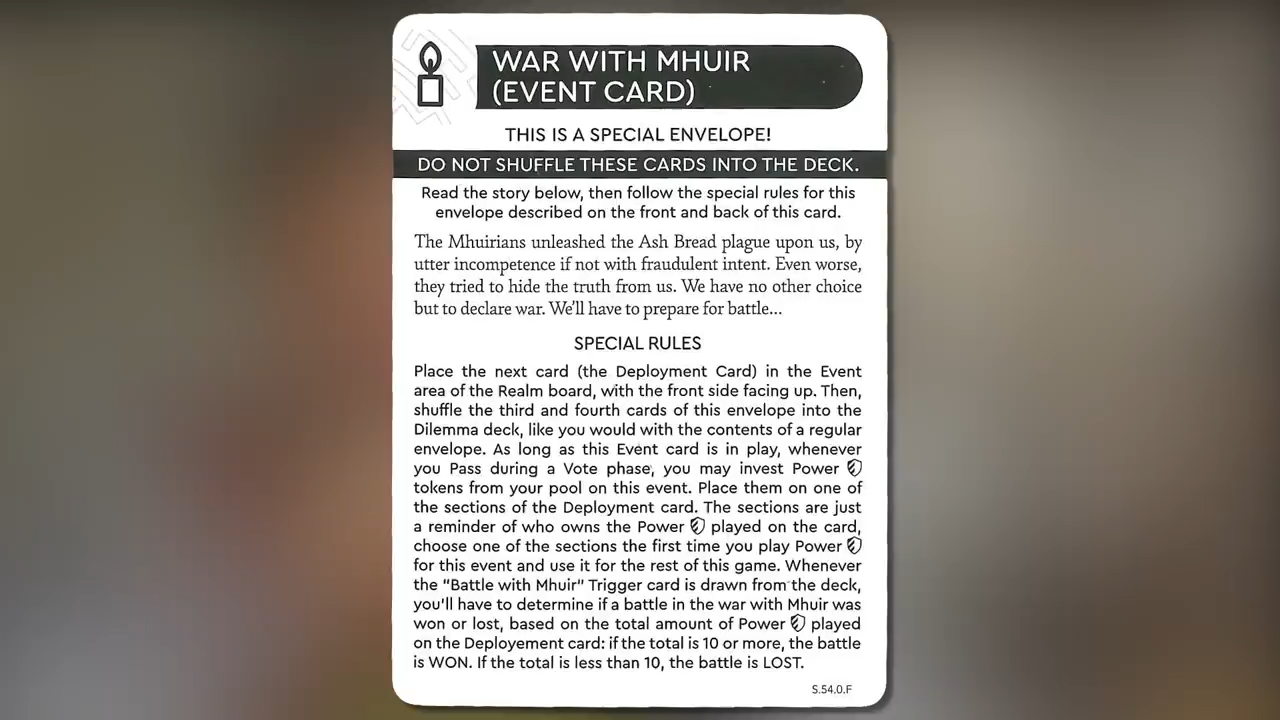 WAR WITH MHUIR
(EVENT CARD)
THIS IS A SPECIAL ENVELOPE!
DO NOT SHUFFLE THESE CARDS INTO THE DECK.
Read the story below, then follow the special rules for this
envelope described on the front and back of this card.
The Mhuirians unleashed the Ash Bread plague upon us, by
utter incompetence if not with fraudulent intent. Even worse,
they tried to hide the truth from us. We have no other choice
but to declare war. We'll have to prepare for battle...
SPECIAL RULES
Place the next card (the Deployment Card) in the Event
area of the Realm board, with the front side facing up. Then,
shuffle the third and fourth cards of this envelope into the
Dilemma deck, like you would with the contents of a regular
envelope. As long as this Event card is in play, whenever
you Pass during a Vote phase, you may invest Power
tokens from your pool on this event. Place them on one of
the sections of the Deployment card. The sections are just
a reminder of who owns the Power played on the card,
choose one of the sections the first time you play Power
for this event and use it for the rest of this game. Whenever
the "Battle with Mhuir" Trigger card is drawn from the deck,
you'll have to determine if a battle in the war with Mhuir was
won or lost, based on the total amount of Power played
on the Deployement card: if the total is 10 or more, the battle
is WON. If the total is less than 10, the battle is LOST.
S.54.0.F